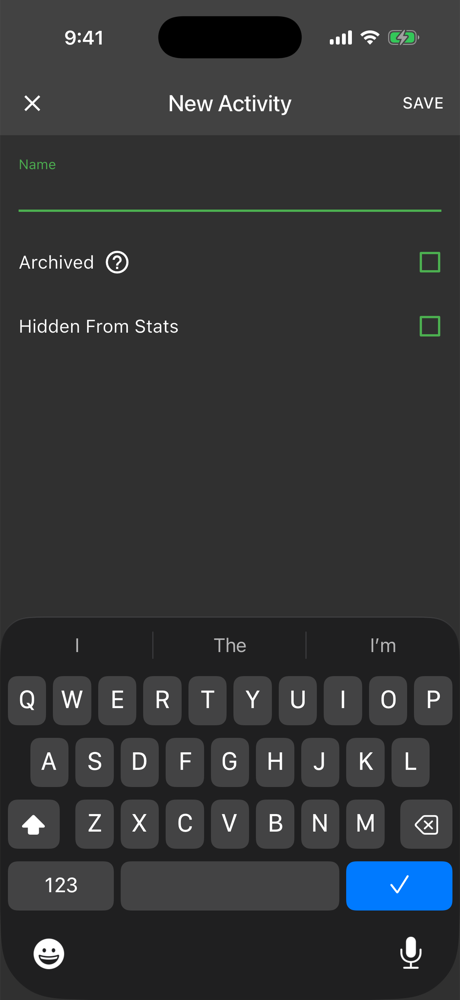 9:41
New Activity
SAVE
Name
Archived ?
Hidden From Stats
I The I'm
Q W E R T Y U I O P
A S D F G H J K L
Z X C V B N M
123